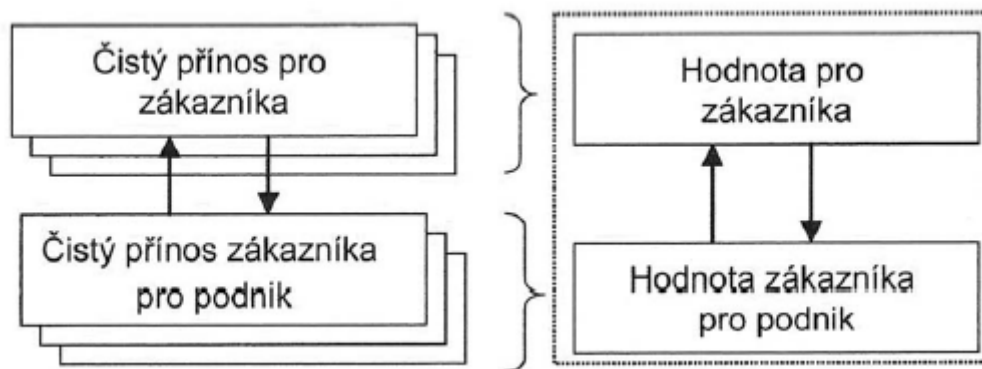 Čistý přínos pro
zákazníka
Čistý přínos zákazníka
pro podnik
Hodnota pro
zákazníka
Hodnota zákazníka
pro podnik